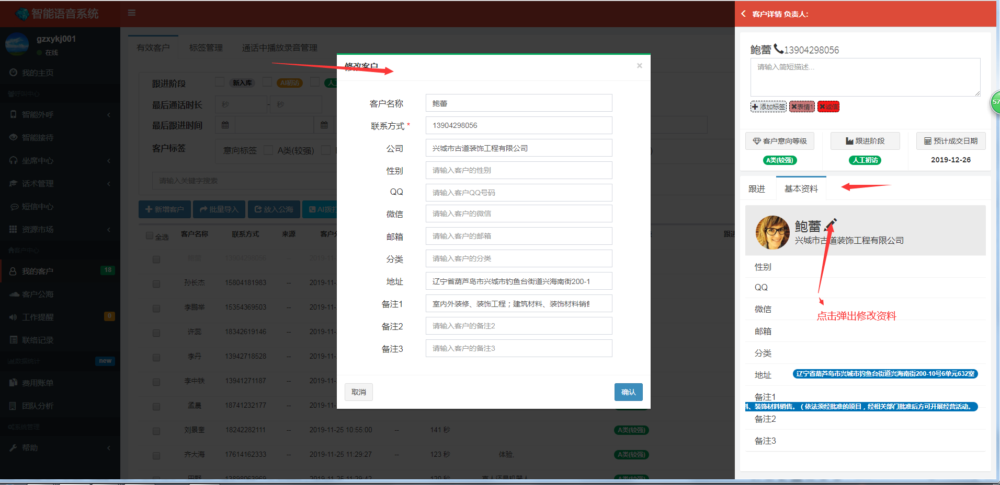 智能语音系统
gzxykj001
在线
我的主页
呼叫中心
智能外呼
智能接待
坐席中心
话术管理
短信中心
资源市场
客户中心
我的客户 18
客户公海
工作提醒 0
联络记录
数据统计 new
费用账单
团队分析
系统管理
帮助
有效客户 标签管理 通话中播放录音管理
跟进阶段 新入库 AI初访 人工
最后通话时长 秒 - 秒
最后跟进时间
客户标签 意向标签 A类(较强)
请输入关键字搜索
新增客户 批量导入 放入公海 AI拨打
全选 客户名称 联系方式 来源 客户分 跟进
鲍蕾 13904298056 -- 2019-11-
孙长杰 15804181983 -- 2019-11-
李鹏举 15354369503 -- 2019-11-
许蕊 18342619146 -- 2019-11-
李丹 13942718528 -- 2019-11-
李中铁 13941271187 -- 2019-11-
孟晨 18741232177 -- 2019-11-
刘景奎 18242282111 -- 2019-11-25 10:55:00 -- 141 秒 A类(较强)
齐大海 17614162333 -- 2019-11-25 11:29:27 -- 123 秒 体验, A类(较强)
田野 13898063969 -- 2019-11-25 11:29:42 -- 120 秒 真人还是机器人 A类(较强)
修改客户 ×
客户名称 鲍蕾
联系方式 * 13904298056
公司 兴城市古道装饰工程有限公司
性别 请输入客户的性别
QQ 请输入客户QQ号码
微信 请输入客户的微信
邮箱 请输入客户的邮箱
分类 请输入客户的分类
地址 辽宁省葫芦岛市兴城市钓鱼台街道兴海南街200-1
备注1 室内外装修、装饰工程；建筑材料、装饰材料销售
备注2 请输入客户的备注2
备注3 请输入客户的备注3
取消 确认
客户详情 负责人:
鲍蕾 13904298056
请输入简短描述...
添加标签 表情1 诚信
57
客户意向等级 跟进阶段 预计成交日期
A类(较强) 人工初访 2019-12-26
跟进 基本资料
鲍蕾
兴城市古道装饰工程有限公司
性别
QQ
微信
点击弹出修改资料
邮箱
分类
地址 辽宁省葫芦岛市兴城市钓鱼台街道兴海南街200-10号6单元632室
备注1
、装饰材料销售。（依法须经批准的项目，经相关部门批准后方可开展经营活动。
备注2
备注3